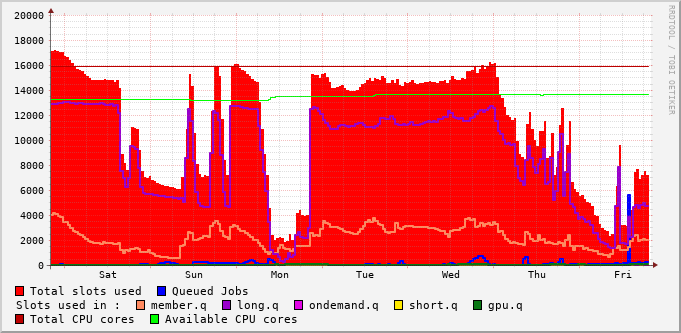 RRDTOOL / TOBI OETIKER
20000
18000
16000
14000
12000
10000
8000
6000
4000
2000
0
Sat Sun Mon Tue Wed Thu Fri
Total slots used Queued Jobs
Slots used in : member.q long.q ondemand.q short.q gpu.q
Total CPU cores Available CPU cores